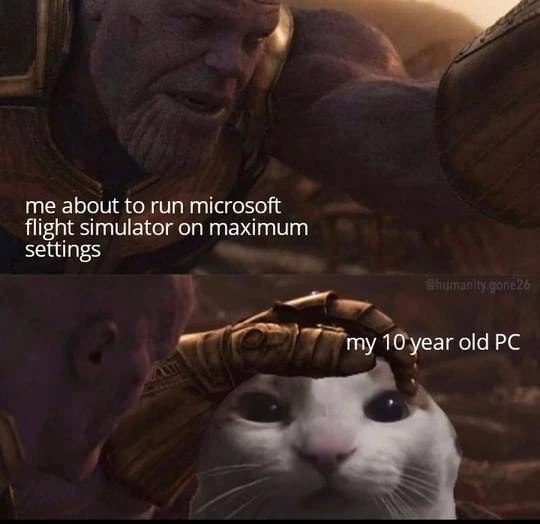 me about to run microsoft
flight simulator on maximum
settings
@humanity.gone26
my 10 year old PC